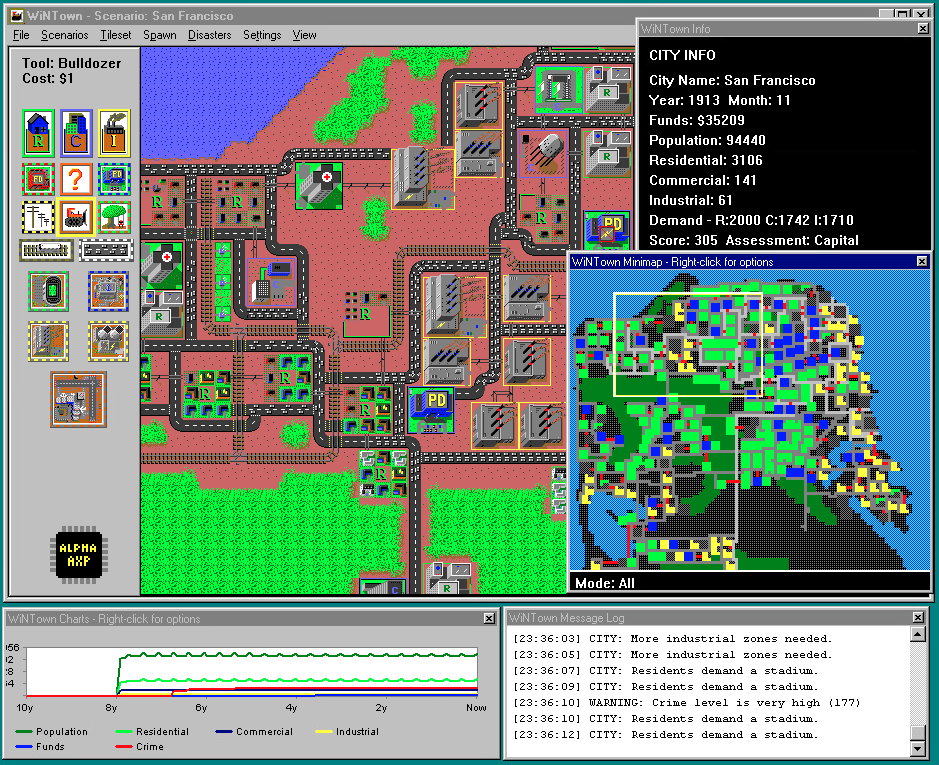 WiNTown - Scenario: San Francisco
File Scenarios Tileset Spawn Disasters Settings View
Tool: Bulldozer
Cost: $1
R C I
FD ? PD
ALPHA
AXP
R
R
R
R
R
PD
R
R
R
R
R
PD
R
R
C
R
WiNTown Info
CITY INFO
City Name: San Francisco
Year: 1913 Month: 11
Funds: $35209
Population: 94440
Residential: 3106
Commercial: 141
Industrial: 61
Demand - R:2000 C:1742 I:1710
Score: 305 Assessment: Capital
WiNTown Minimap - Right-click for options
Mode: All
WiNTown Charts - Right-click for options
10y 8y 6y 4y 2y Now
Population Residential Commercial Industrial
Funds Crime
WiNTown Message Log
[23:36:03] CITY: More industrial zones needed.
[23:36:05] CITY: More industrial zones needed.
[23:36:07] CITY: Residents demand a stadium.
[23:36:09] CITY: Residents demand a stadium.
[23:36:10] WARNING: Crime level is very high (177)
[23:36:10] CITY: Residents demand a stadium.
[23:36:12] CITY: Residents demand a stadium.